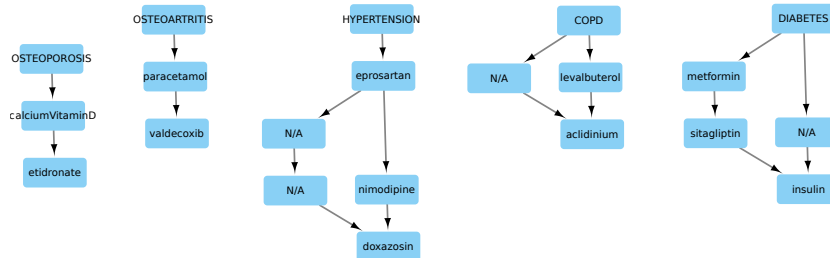 OSTEOPOROSIS
calciumVitaminD
etidronate
OSTEOARTRITIS
paracetamol
valdecoxib
HYPERTENSION
eprosartan
N/A
N/A
nimodipine
doxazosin
COPD
N/A
levalbuterol
aclidinium
DIABETES
metformin
sitagliptin
N/A
insulin